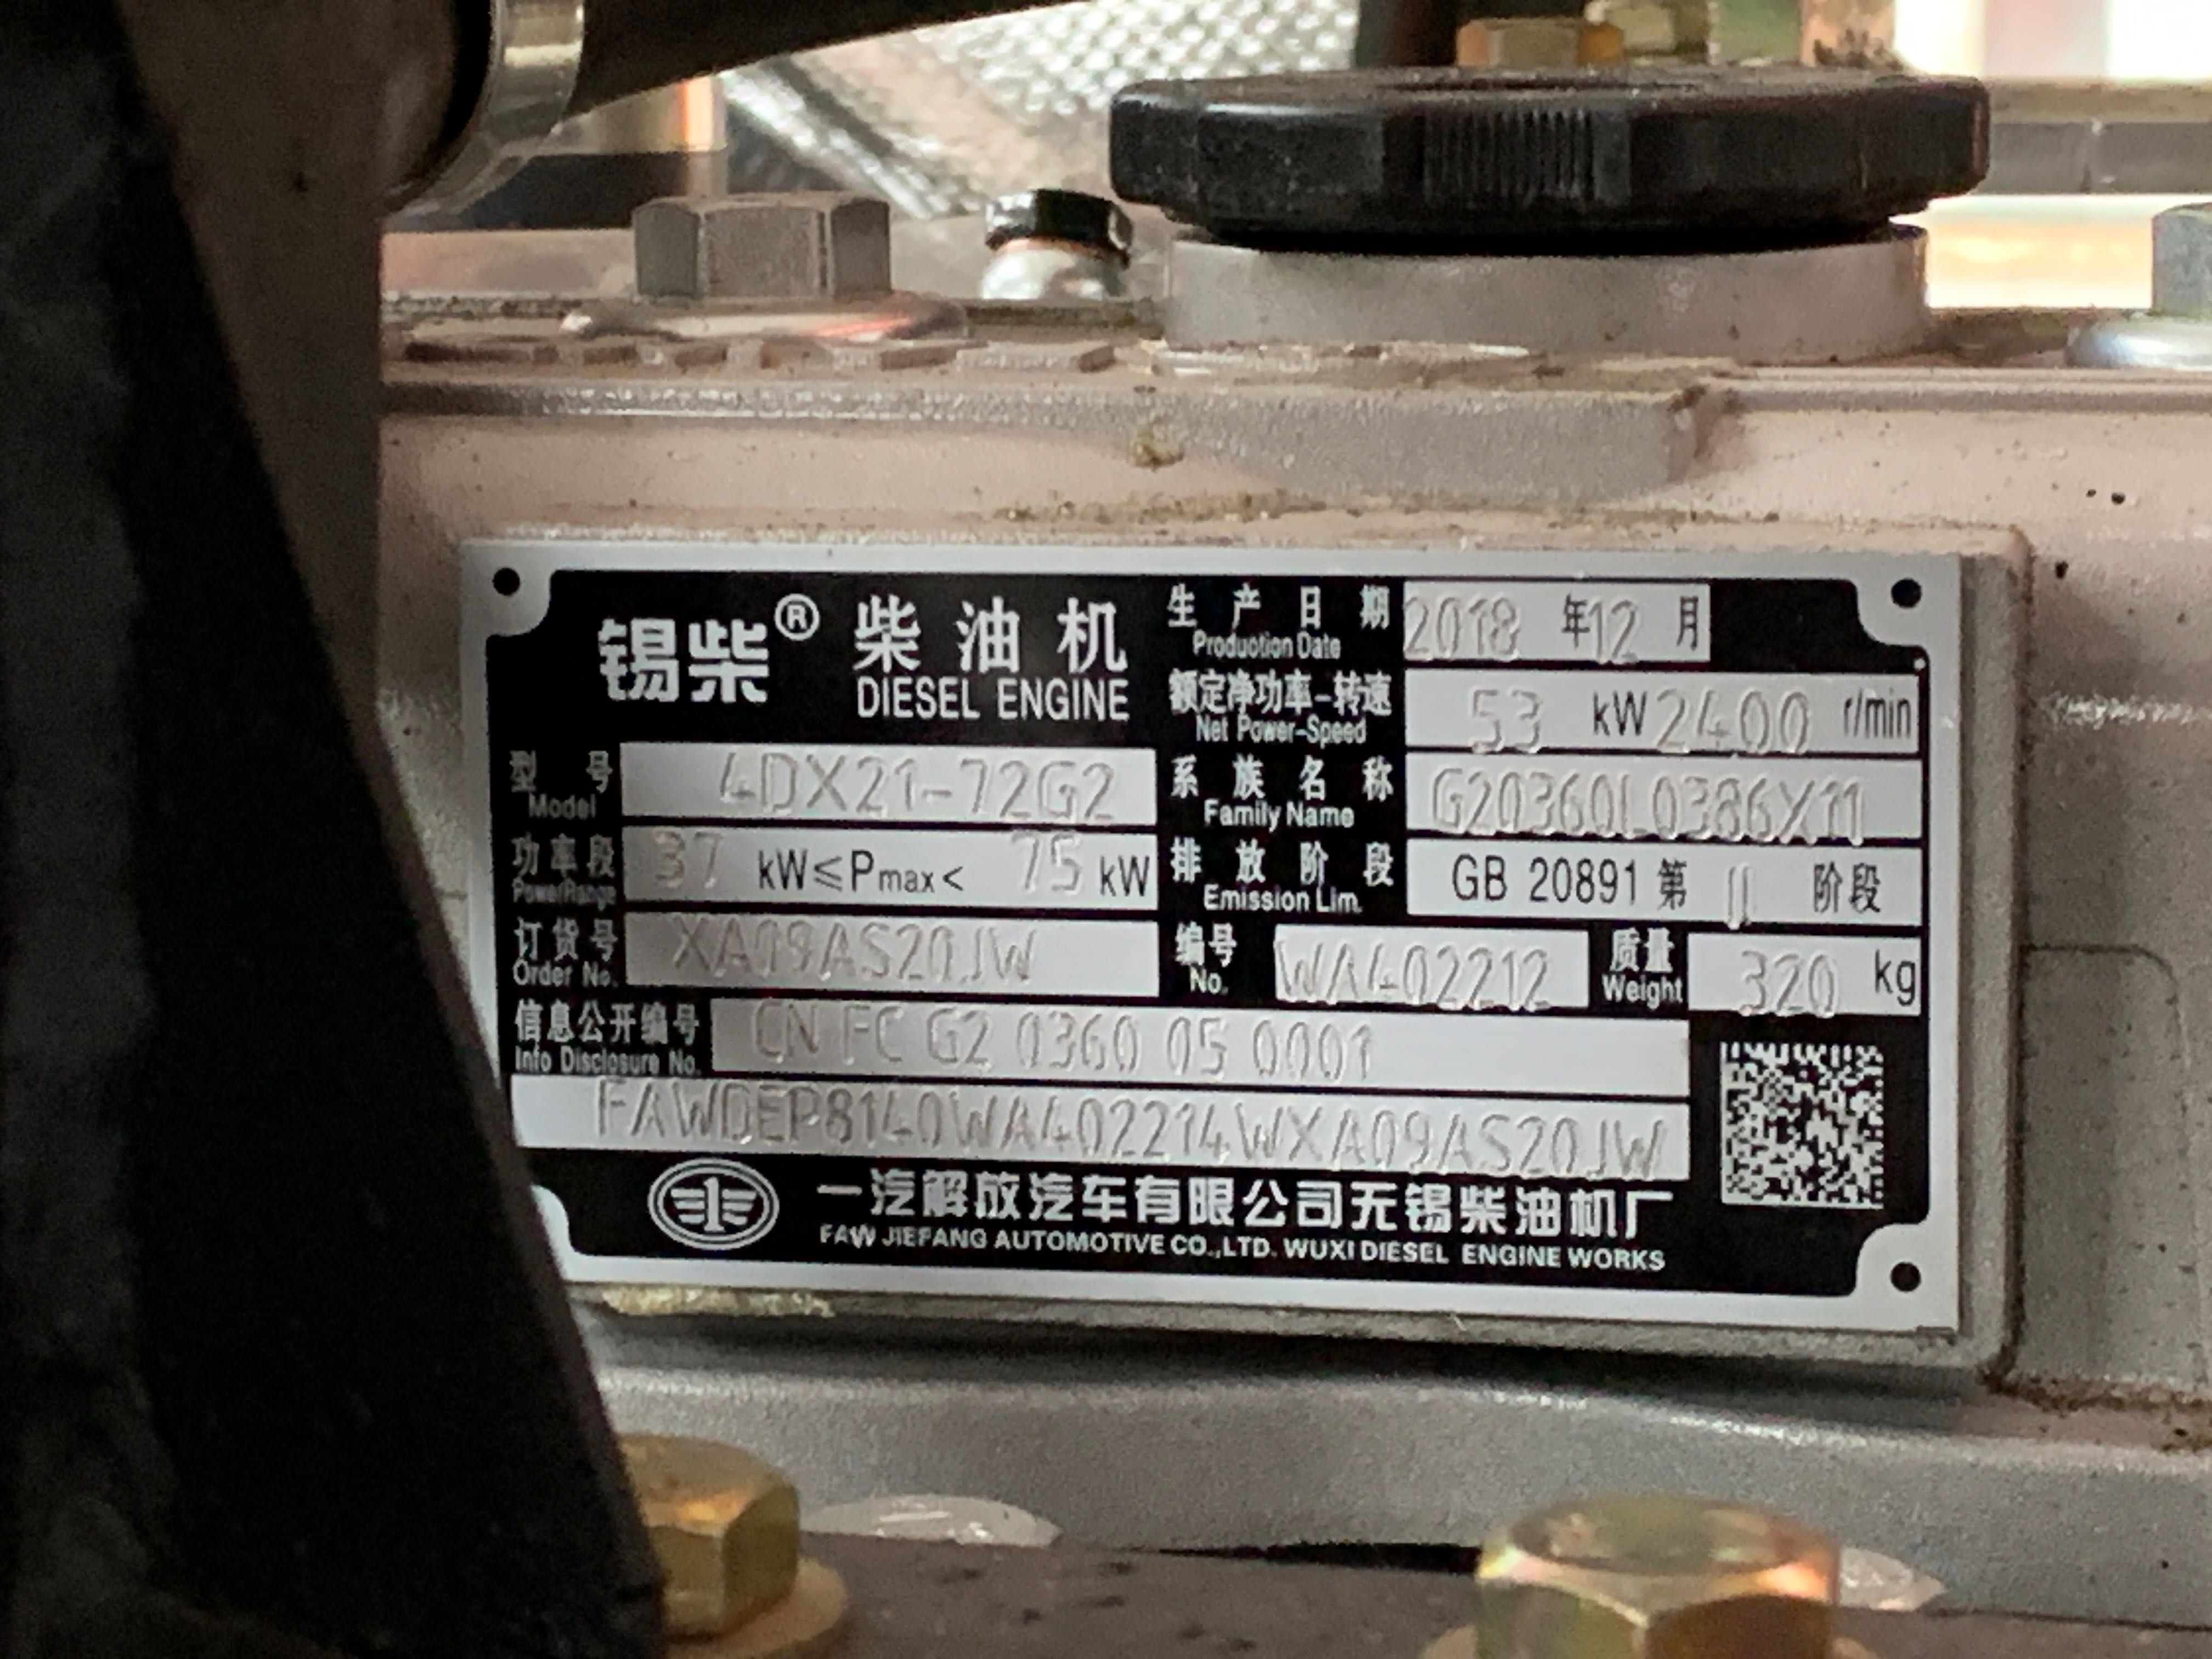 锡柴® 柴油机
DIESEL ENGINE
生产日期 2018 年 12 月
Production Date
额定净功率-转速 53 kW 2400 r/min
Net Power-Speed
型号 4DX21-72G2
Model
系族名称 G20360L0386X11
Family Name
功率段 37 kW≤Pmax< 75 kW
PowerRange
排放阶段 GB 20891 第 II 阶段
Emission Lim.
订货号 XA09AS20JW
Order No.
编号 WA402212
No.
质量 320 kg
Weight
信息公开编号 CN FC G2 0360 05 0001
Info Disclosure No.
FAWDEP8140WA402214WXA09AS20JW
一汽解放汽车有限公司无锡柴油机厂
FAW JIEFANG AUTOMOTIVE CO.,LTD. WUXI DIESEL ENGINE WORKS